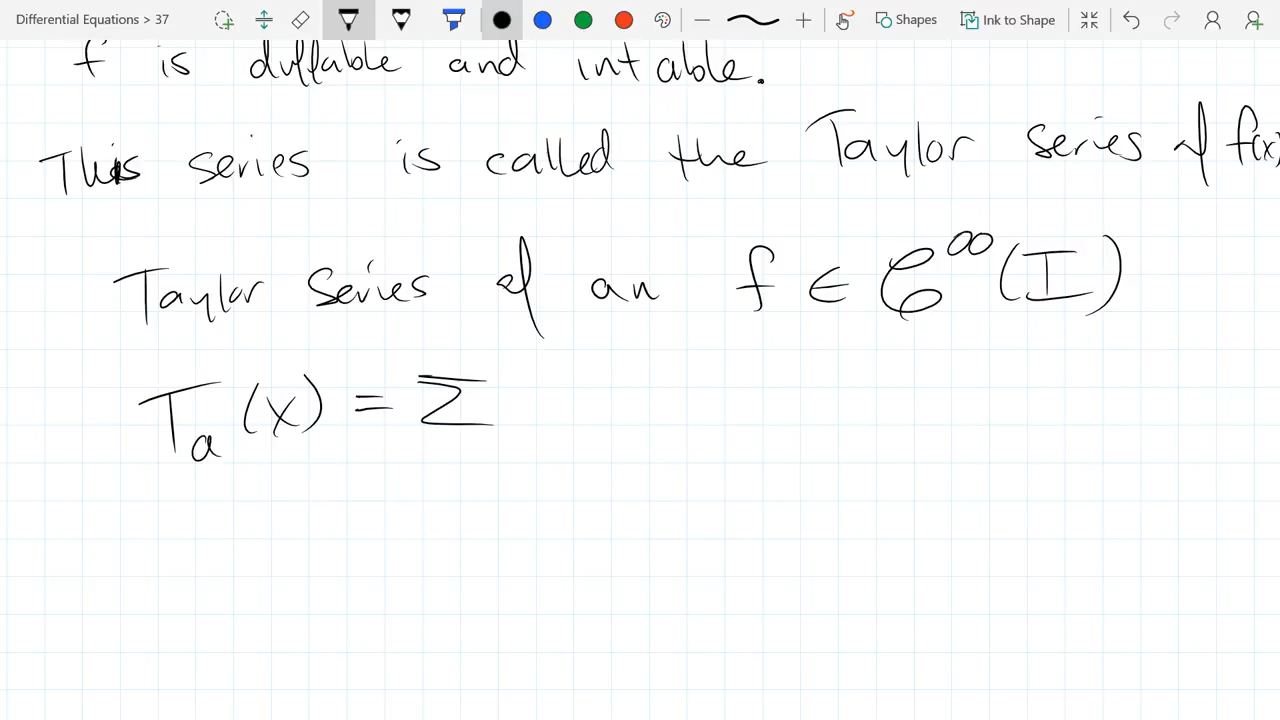 Differential Equations > 37
Shapes
Ink to Shape
f is diffable and intable.
This series is called the Taylor series of f(x)
Taylor Series of an f ∈ C^∞(I)
T_a(x) = Σ